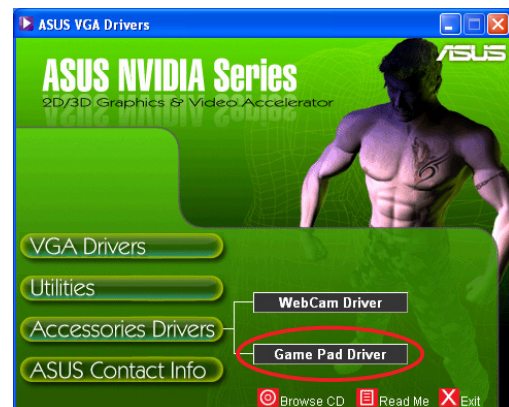 ASUS VGA Drivers
ASUS
ASUS NVIDIA Series
2D/3D Graphics & Video Accelerator
VGA Drivers
Utilities
WebCam Driver
Accessories Drivers
Game Pad Driver
ASUS Contact Info
Browse CD Read Me Exit